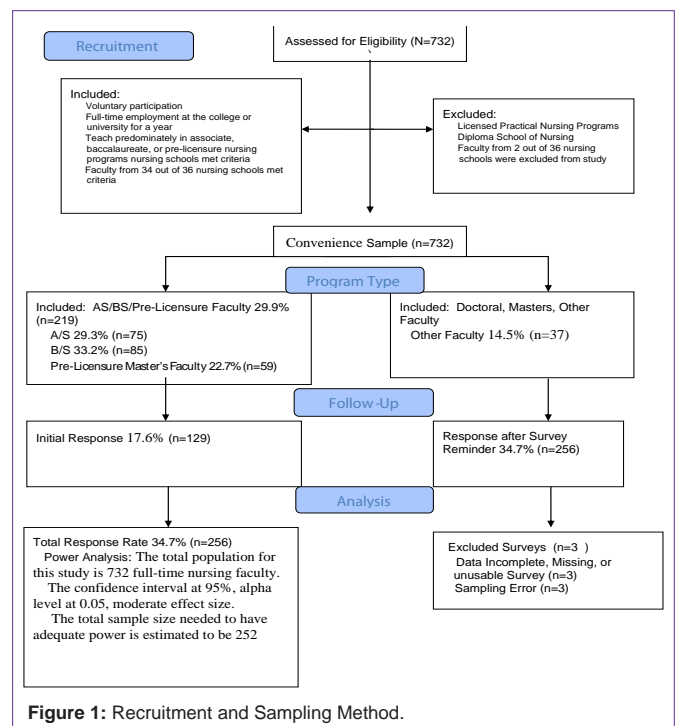 Recruitment
Assessed for Eligibility (N=732)
Included:
Voluntary participation
Full-time employment at the college or
university for a year
Teach predominately in associate,
baccalaureate, or pre-licensure nursing
programs nursing schools met criteria
Faculty from 34 out of 36 nursing schools met
criteria
Excluded:
Licensed Practical Nursing Programs
Diploma School of Nursing
Faculty from 2 out of 36 nursing
schools were excluded from study
Convenience Sample (n=732)
Program Type
Included: AS/BS/Pre-Licensure Faculty 29.9%
(n=219)
A/S 29.3% (n=75)
B/S 33.2% (n=85)
Pre-Licensure Master's Faculty 22.7% (n=59)
Included: Doctoral, Masters, Other
Faculty
Other Faculty 14.5% (n=37)
Follow-Up
Initial Response 17.6% (n=129)
Response after Survey
Reminder 34.7% (n=256)
Analysis
Total Response Rate 34.7% (n=256)
Power Analysis: The total population for
this study is 732 full-time nursing faculty.
The confidence interval at 95%, alpha
level at 0.05, moderate effect size.
The total sample size needed to have
adequate power is estimated to be 252
Excluded Surveys (n=3 )
Data Incomplete, Missing, or
unusable Survey (n=3)
Sampling Error (n=3)
Figure 1: Recruitment and Sampling Method.